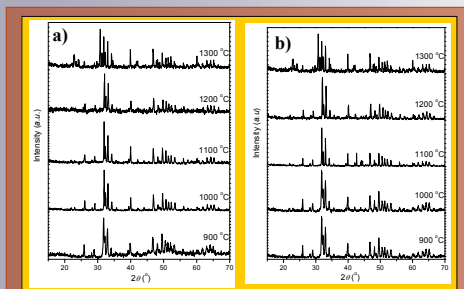 a)
1300 °C
1200 °C
1100 °C
1000 °C
900 °C
Intensity (a.u.)
20 30 40 50 60 70
2θ (°)
b)
1300 °C
1200 °C
1100 °C
1000 °C
900 °C
Intensity (a.u)
20 30 40 50 60 70
2θ (°)